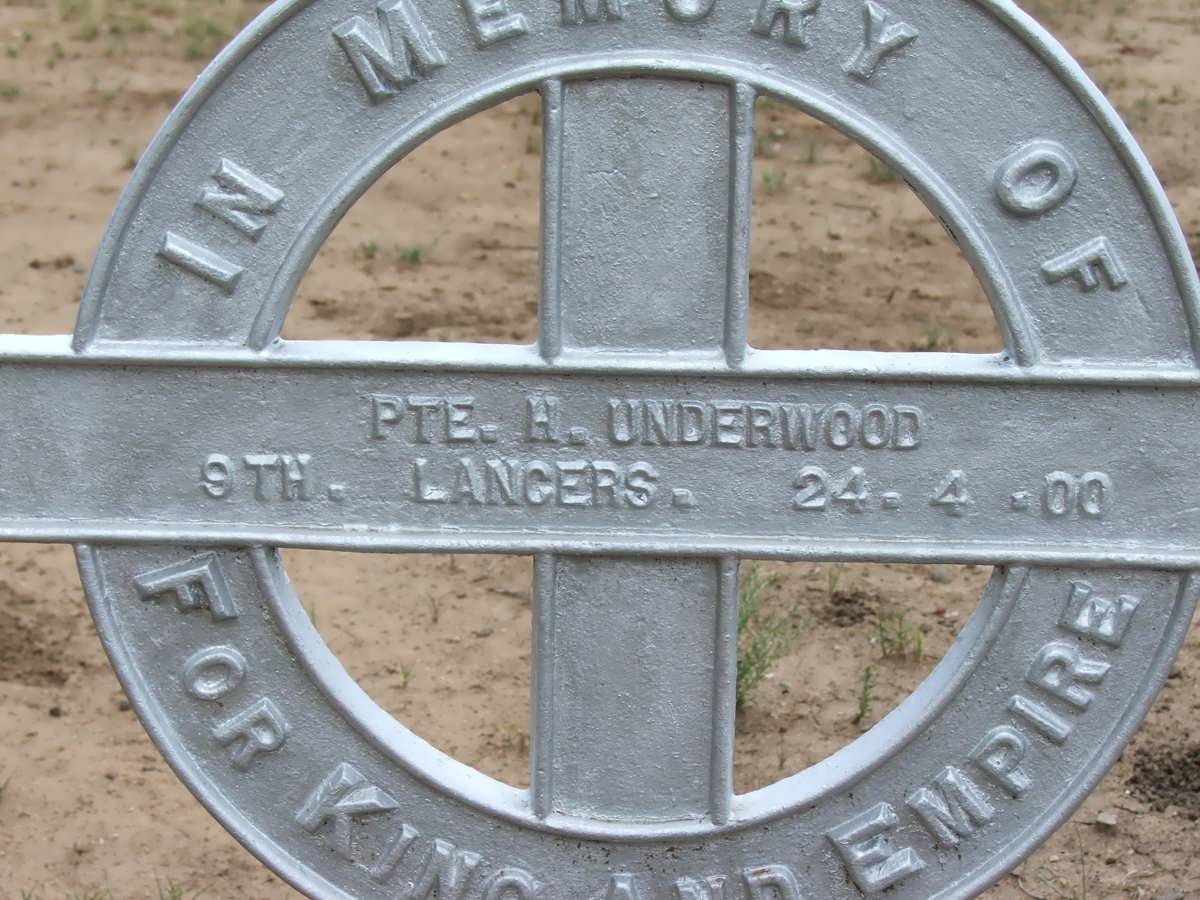 IN MEMORY OF
PTE. H. UNDERWOOD
9TH. LANCERS. 24. 4 .00
FOR KING AND EMPIRE